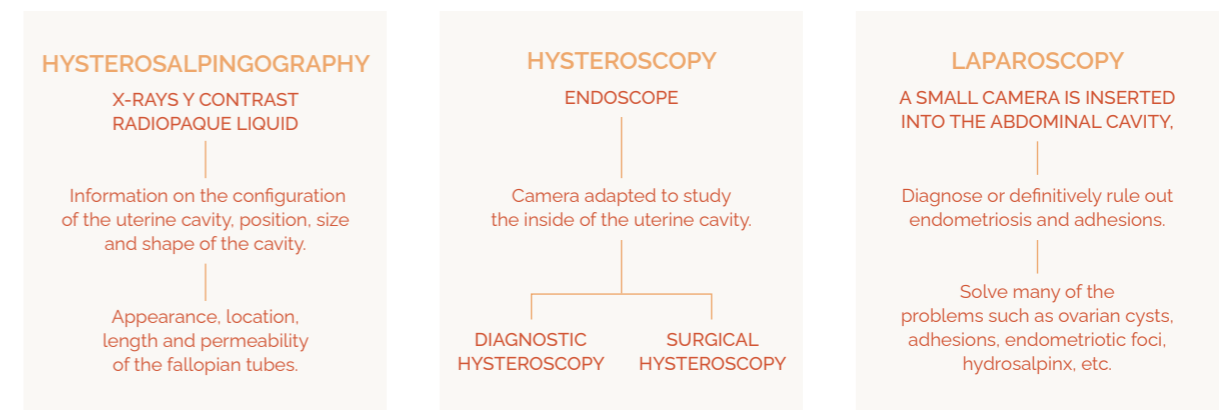 HYSTEROSALPINGOGRAPHY
X-RAYS Y CONTRAST
RADIOPAQUE LIQUID
Information on the configuration
of the uterine cavity, position, size
and shape of the cavity.
Appearance, location,
length and permeability
of the fallopian tubes.
HYSTEROSCOPY
ENDOSCOPE
Camera adapted to study
the inside of the uterine cavity.
DIAGNOSTIC
HYSTEROSCOPY
SURGICAL
HYSTEROSCOPY
LAPAROSCOPY
A SMALL CAMERA IS INSERTED
INTO THE ABDOMINAL CAVITY,
Diagnose or definitively rule out
endometriosis and adhesions.
Solve many of the
problems such as ovarian cysts,
adhesions, endometriotic foci,
hydrosalpinx, etc.